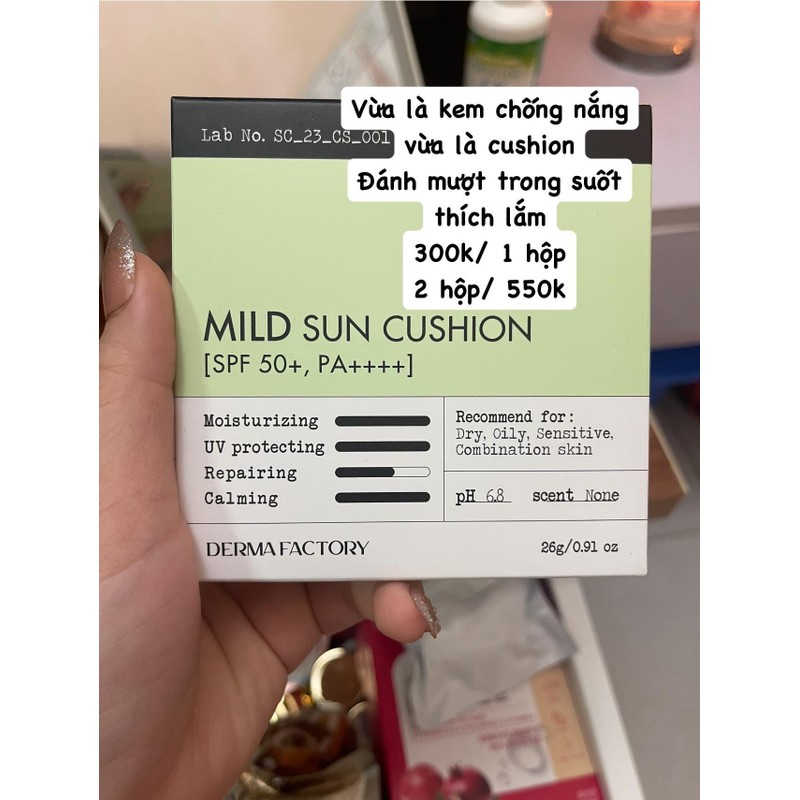 Vừa là kem chống nắng
vừa là cushion
Đánh mượt trong suốt
thích lắm
300k/ 1 hộp
2 hộp/ 550k
Lab No. SC_23_CS_001
MILD SUN CUSHION
[SPF 50+, PA++++]
Moisturizing
UV protecting
Repairing
Calming
Recommend for:
Dry, Oily, Sensitive,
Combination skin
pH 6.8 scent None
DERMA FACTORY
26g/0.91 oz